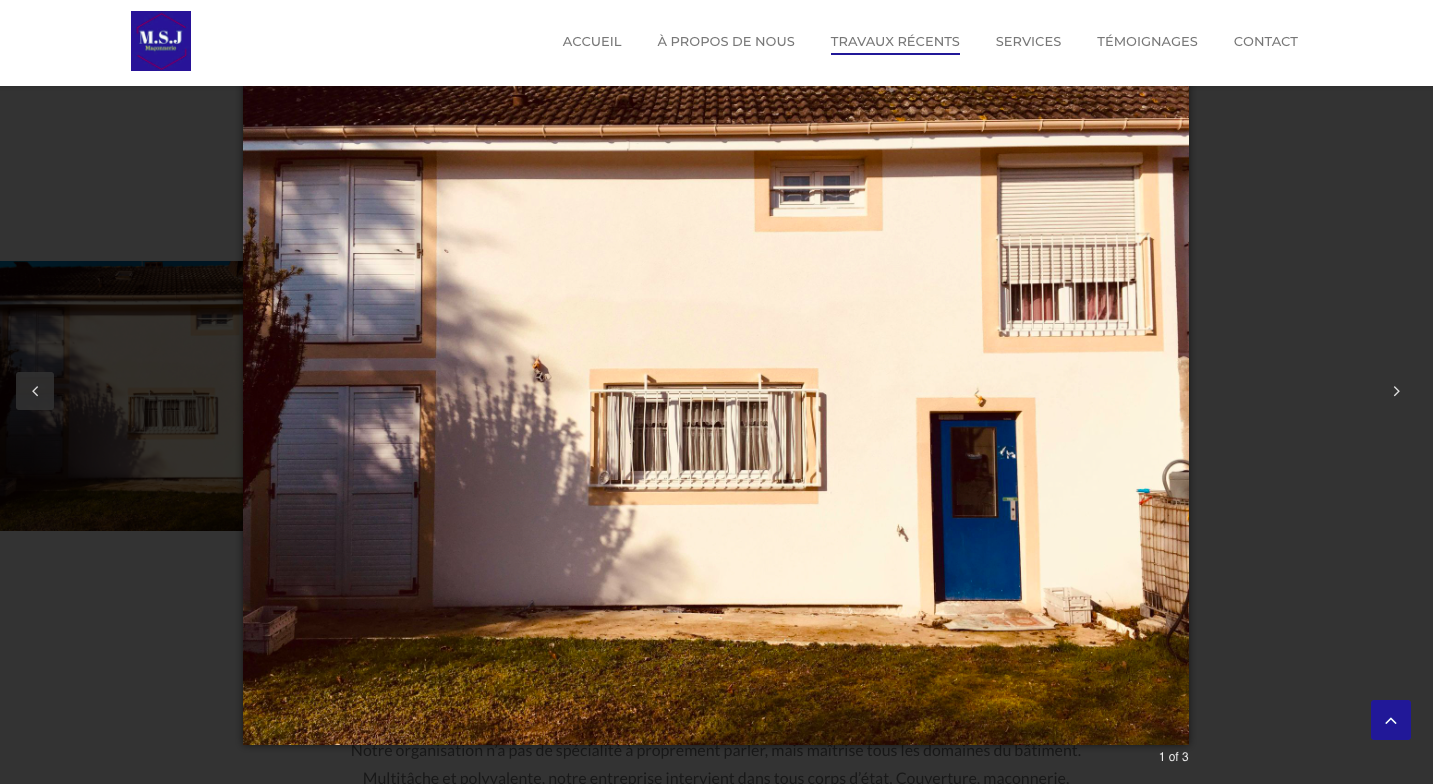 M.S.J
Maçonnerie
ACCUEIL
À PROPOS DE NOUS
TRAVAUX RÉCENTS
SERVICES
TÉMOIGNAGES
CONTACT
Notre organisation n'a pas de spécialité à proprement parler, mais maîtrise tous les domaines du bâtiment.
1 of 3
Multitâche et polyvalente, notre entreprise intervient dans tous corps d'état. Couverture, maçonnerie,